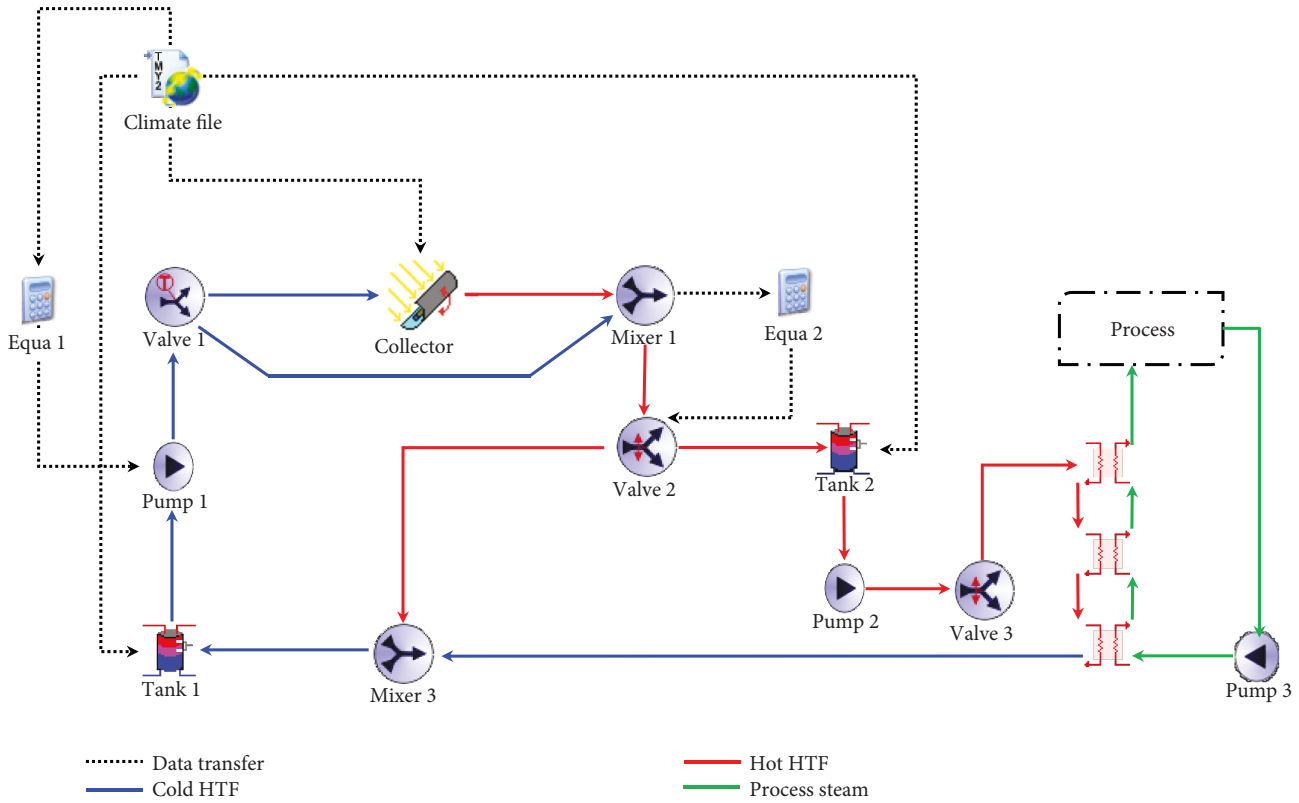 TMY2
Climate file
Equa 1
Valve 1
Collector
Mixer 1
Equa 2
Process
Pump 1
Valve 2
Tank 2
Pump 2
Valve 3
Tank 1
Mixer 3
Pump 3
Data transfer
Cold HTF
Hot HTF
Process steam